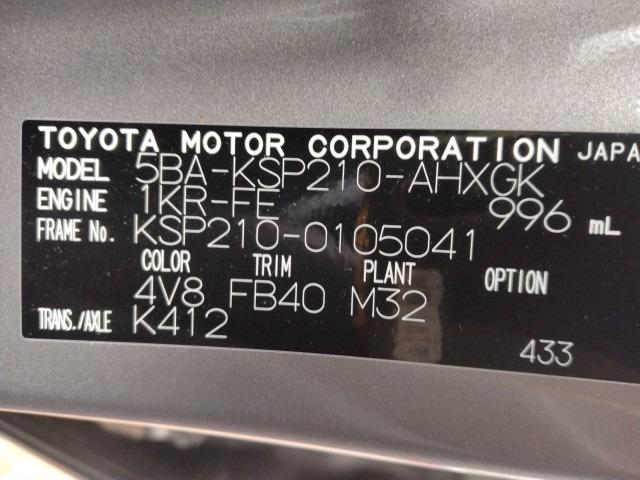 TOYOTA MOTOR CORPORATION JAPA
MODEL 5BA-KSP210-AHXGK
ENGINE 1KR-FE 996 mL
FRAME No. KSP210-0105041
COLOR TRIM PLANT OPTION
4V8 FB40 M32
TRANS./AXLE K412
433